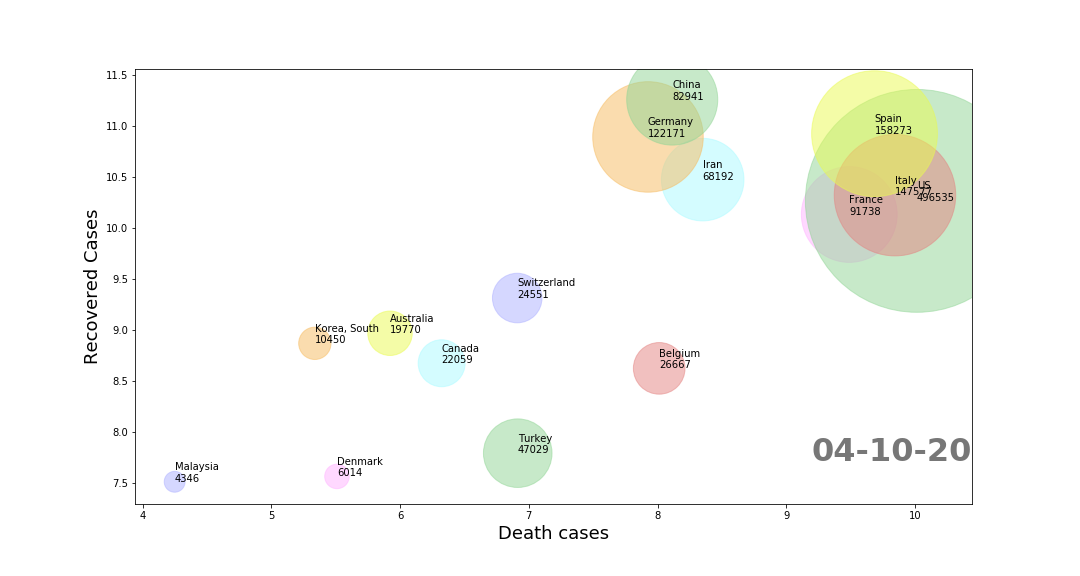 11.5
11.0
10.5
10.0
9.5
9.0
8.5
8.0
7.5
Recovered Cases
China
82941
Germany
122171
Spain
158273
Iran
68192
Italy
147577
US
496535
France
91738
Switzerland
24551
Australia
19770
Korea, South
10450
Canada
22059
Belgium
26667
Turkey
47029
Malaysia
4346
Denmark
6014
04-10-20
4 5 6 7 8 9 10
Death cases